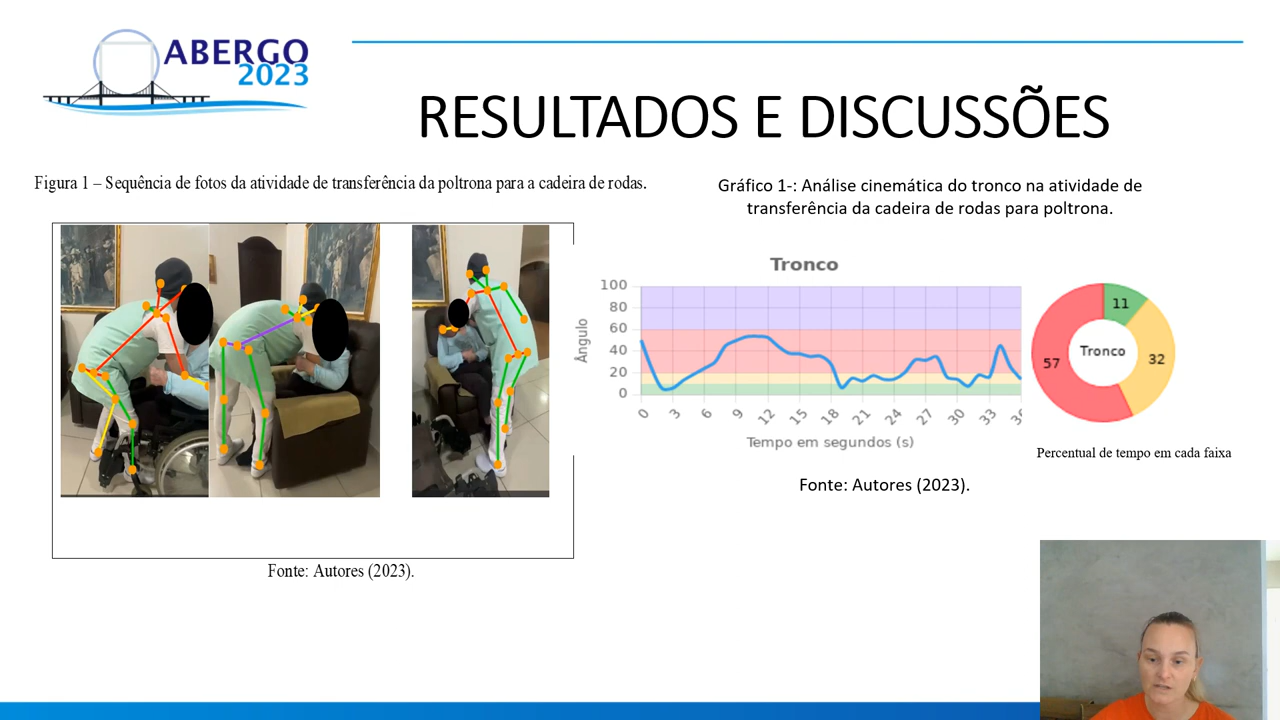 ABERGO
2023
RESULTADOS E DISCUSSÕES
Figura 1 – Sequência de fotos da atividade de transferência da poltrona para a cadeira de rodas.
Fonte: Autores (2023).
Gráfico 1-: Análise cinemática do tronco na atividade de
transferência da cadeira de rodas para poltrona.
Tronco
Ângulo
100
80
60
40
20
0
0 3 6 9 12 15 18 21 24 27 30 33
Tempo em segundos (s)
11
32
57
Tronco
Percentual de tempo em cada faixa
Fonte: Autores (2023).